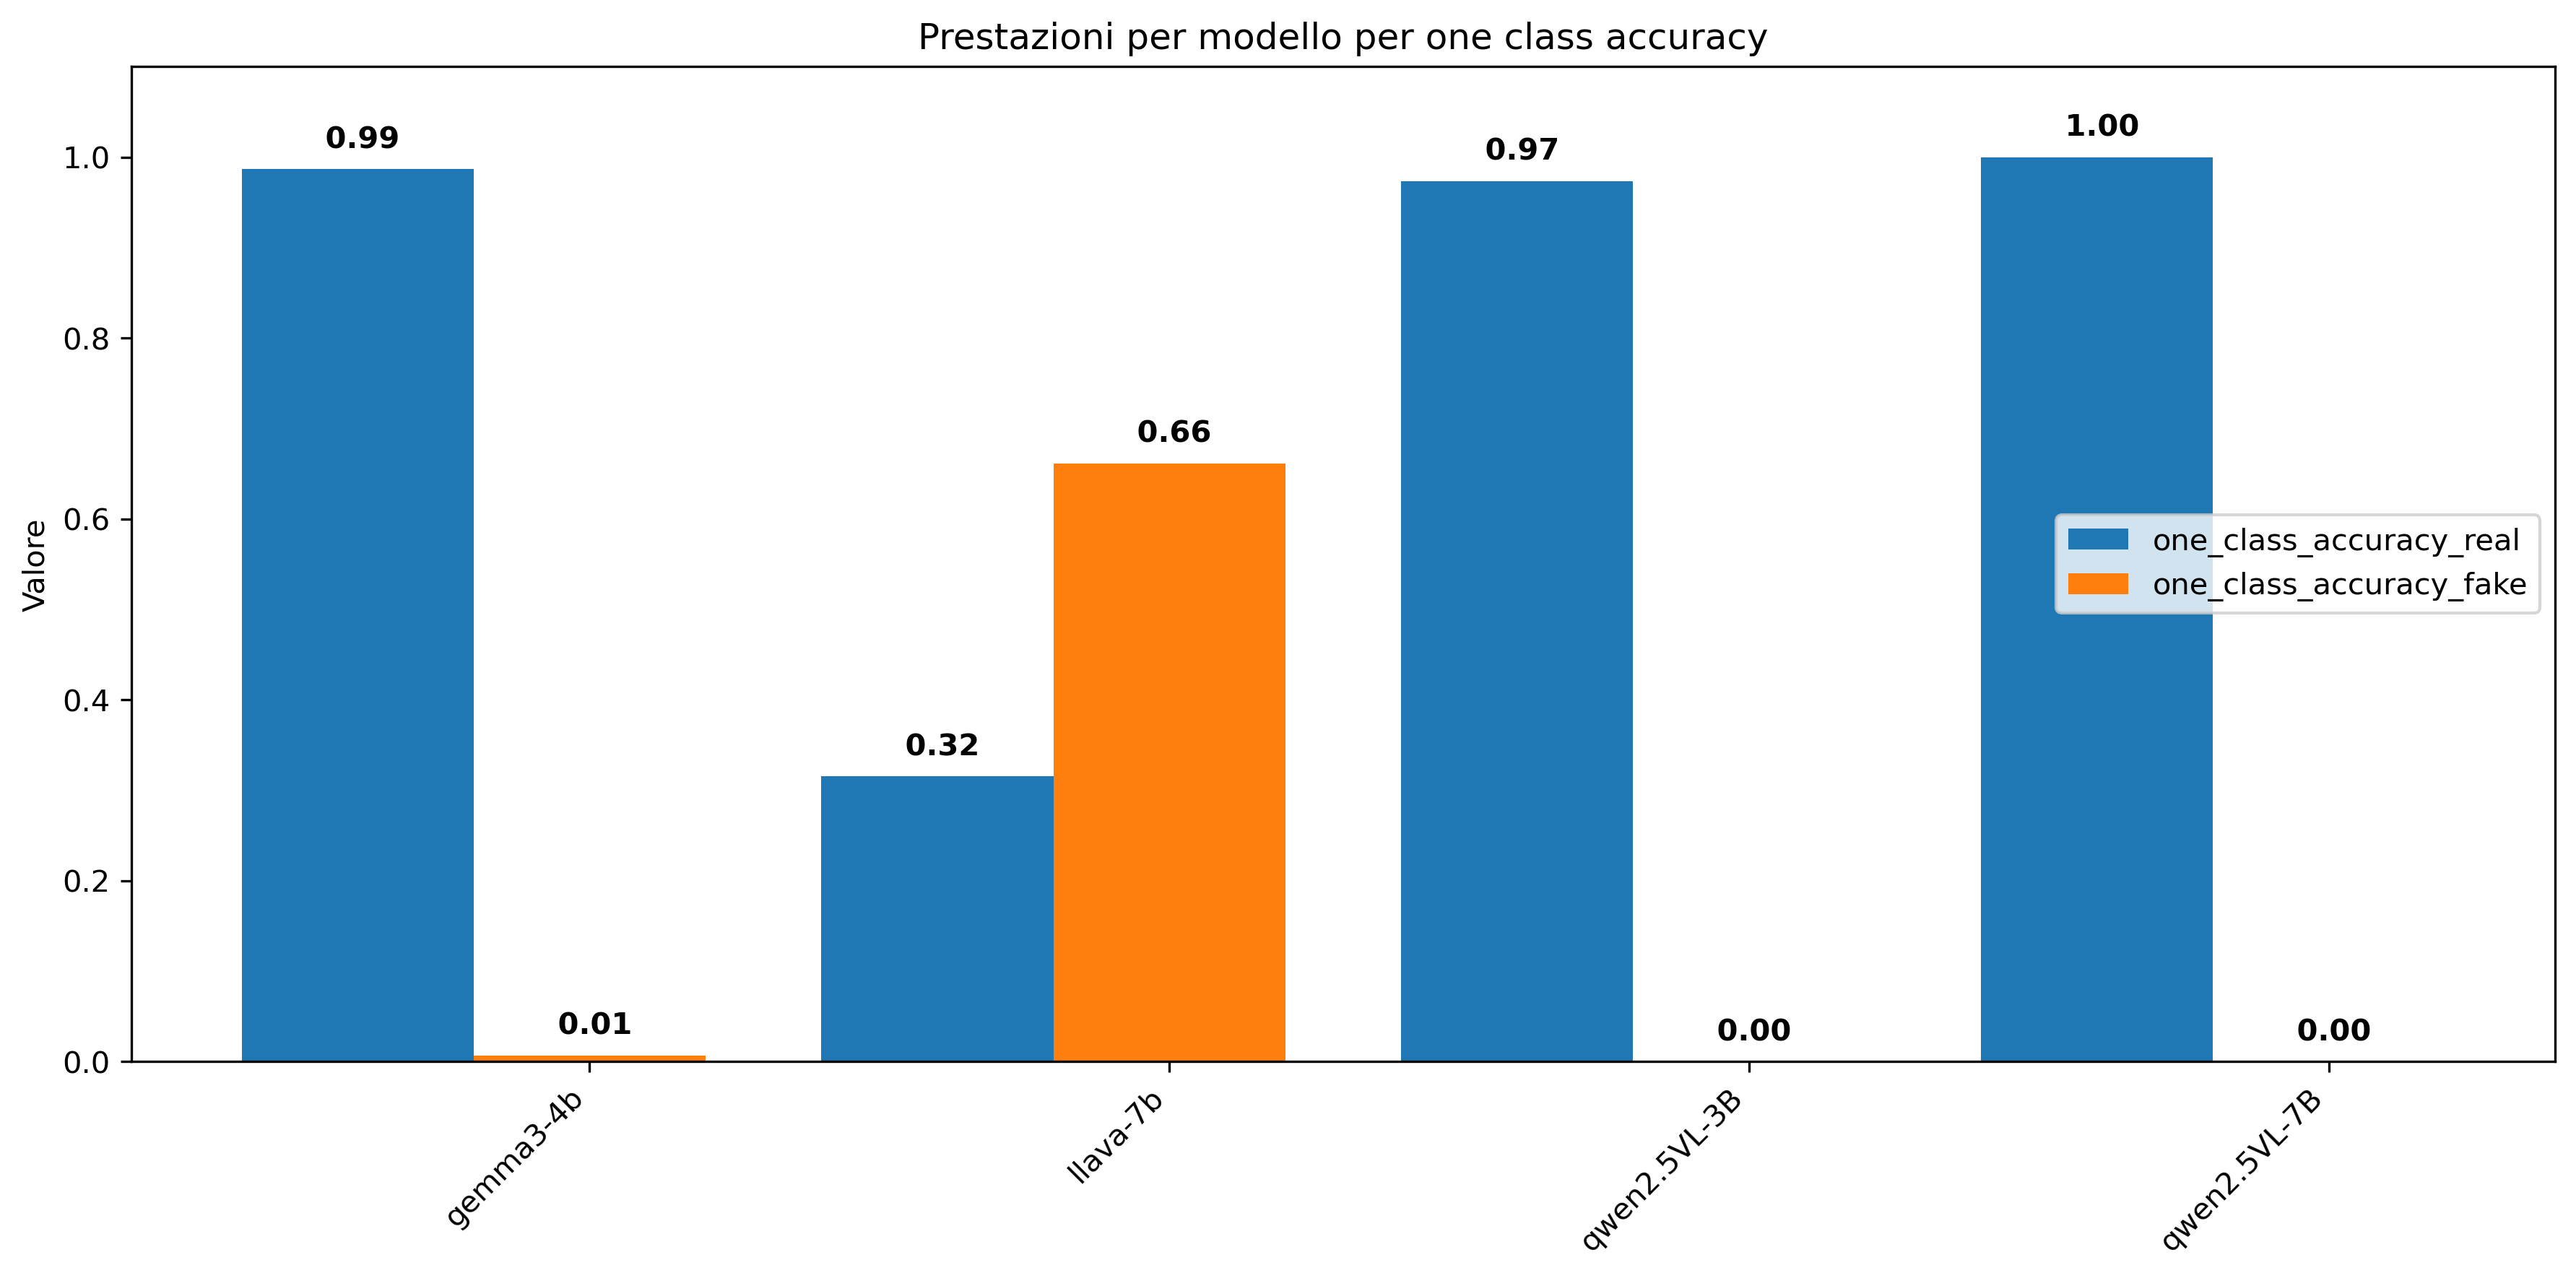 Prestazioni per modello per one class accuracy
Valore
1.0
0.8
0.6
0.4
0.2
0.0
0.99
0.01
0.32
0.66
0.97
0.00
1.00
0.00
one_class_accuracy_real
one_class_accuracy_fake
gemma3-4b
llava-7b
qwen2.5VL-3B
qwen2.5VL-7B